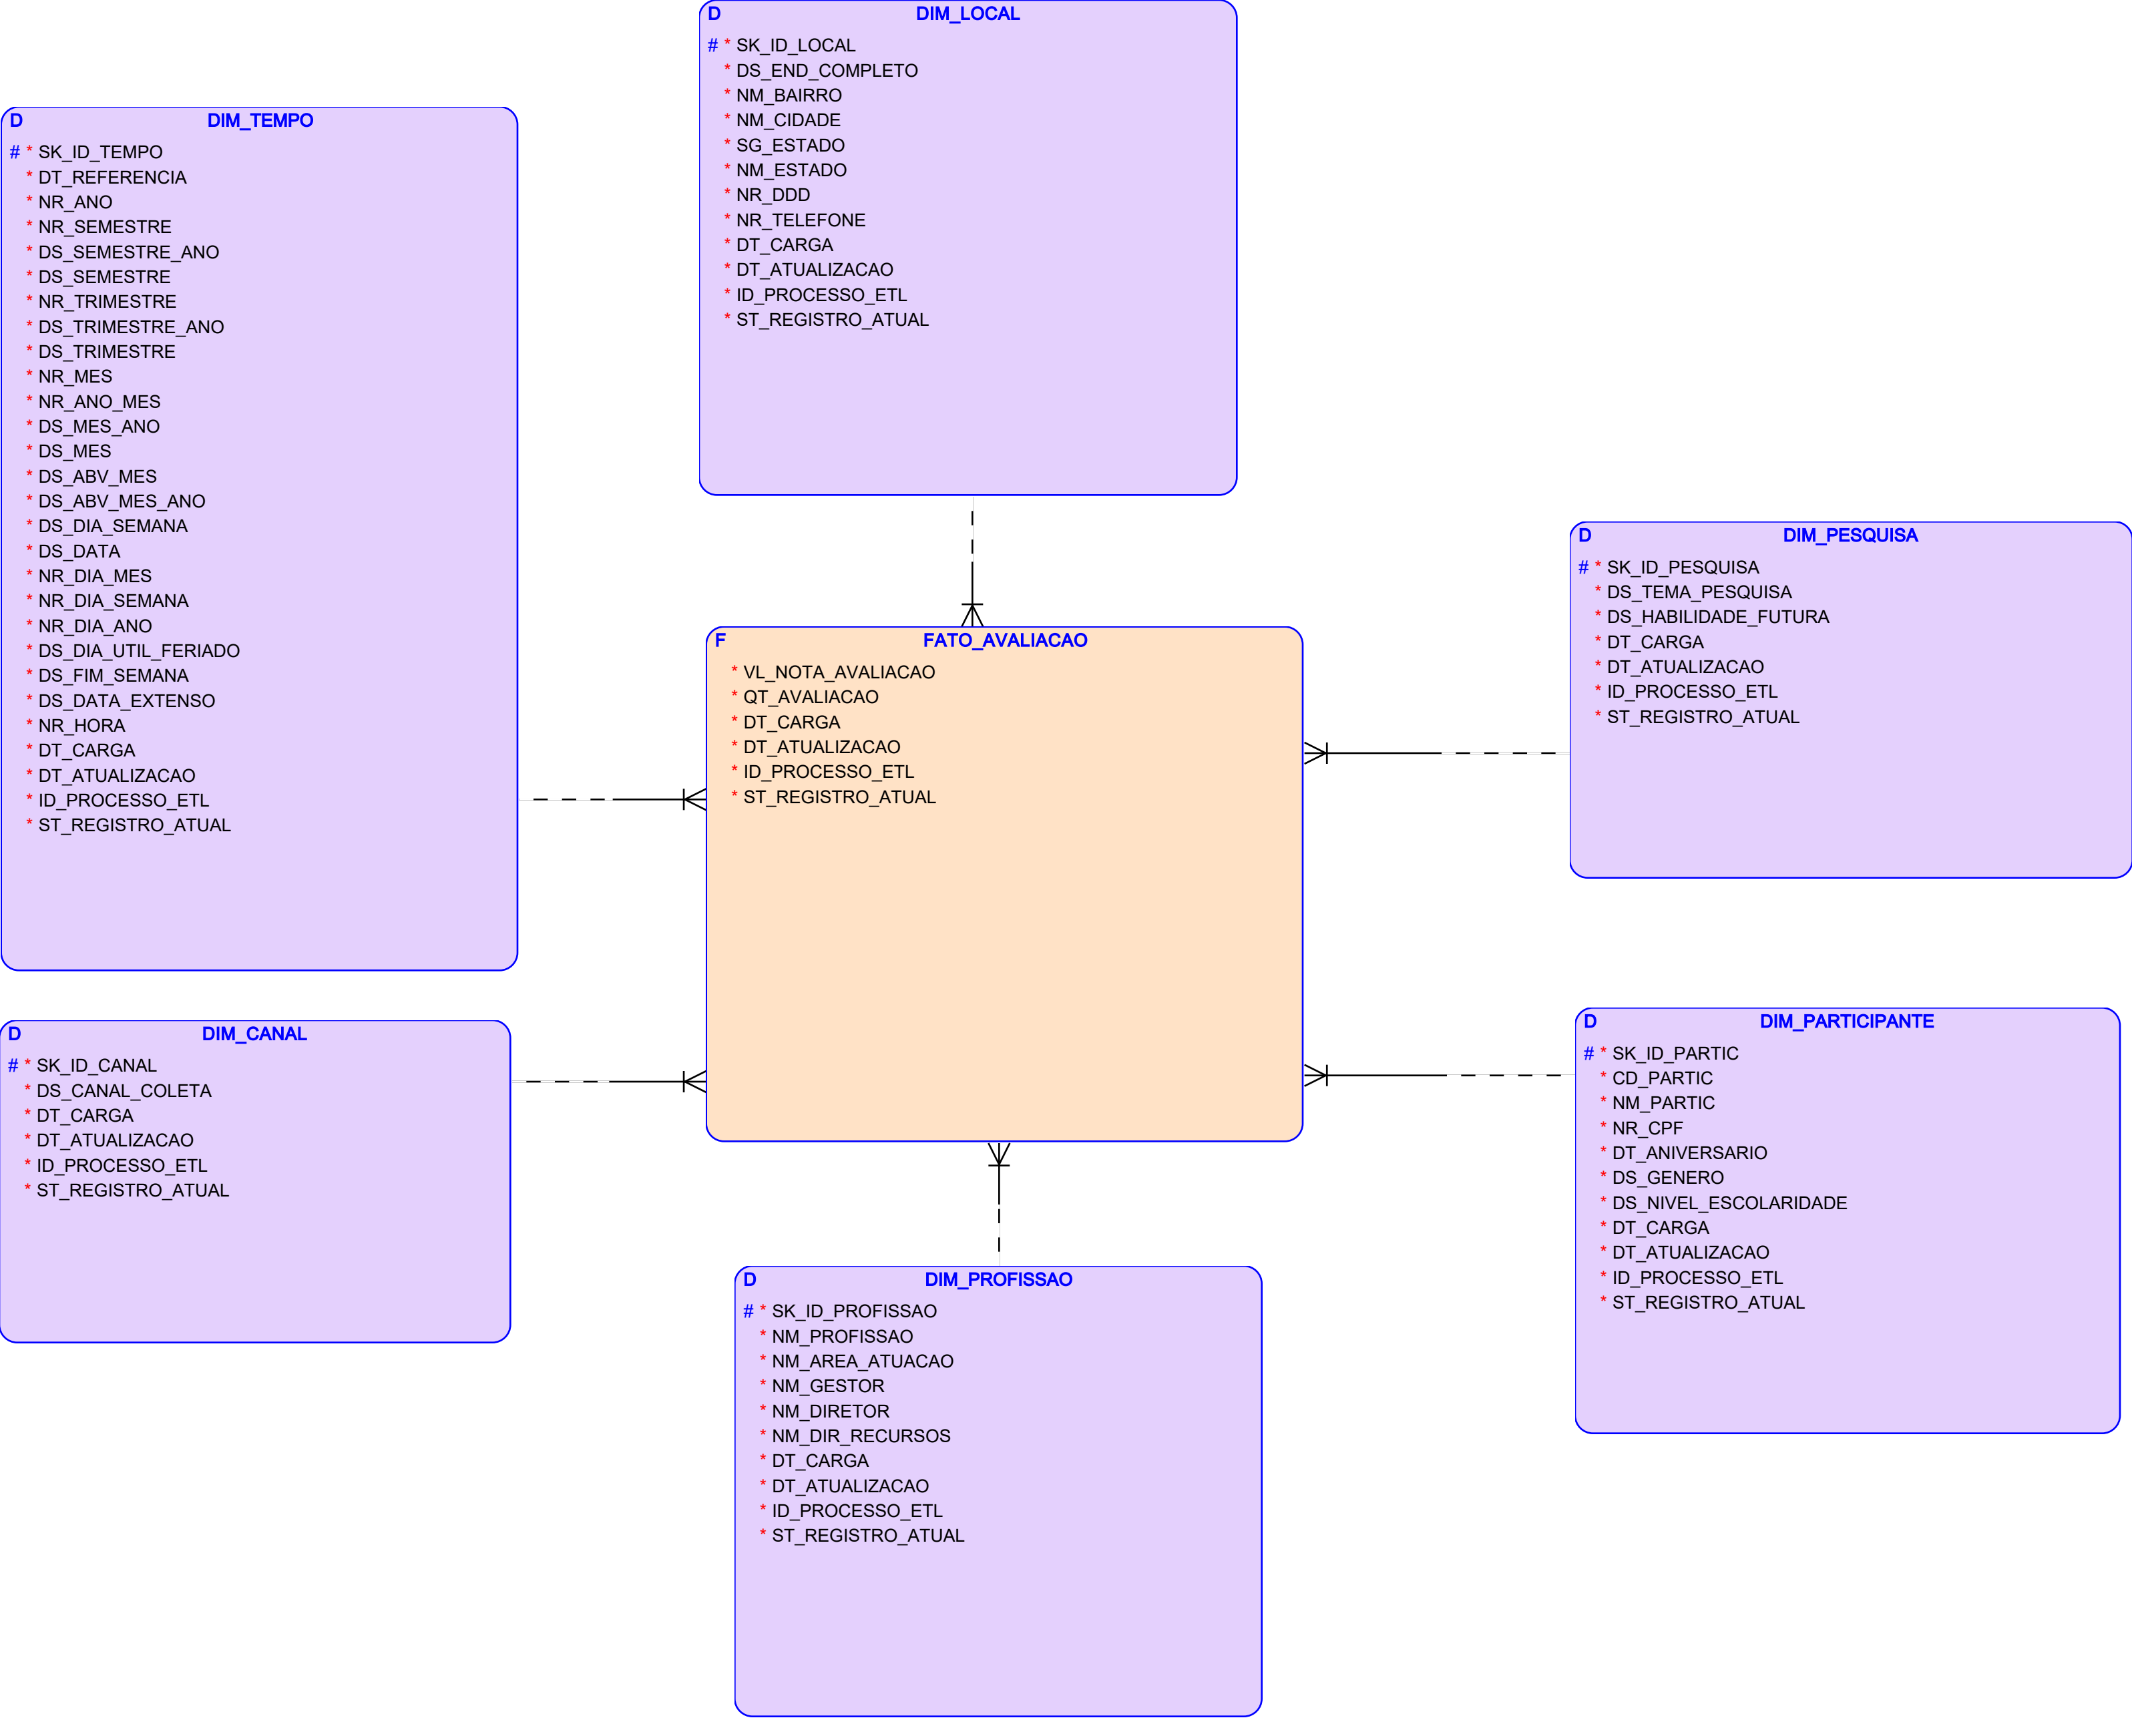 D DIM_LOCAL
# * SK_ID_LOCAL
* DS_END_COMPLETO
* NM_BAIRRO
* NM_CIDADE
* SG_ESTADO
* NM_ESTADO
* NR_DDD
* NR_TELEFONE
* DT_CARGA
* DT_ATUALIZACAO
* ID_PROCESSO_ETL
* ST_REGISTRO_ATUAL
D DIM_TEMPO
# * SK_ID_TEMPO
* DT_REFERENCIA
* NR_ANO
* NR_SEMESTRE
* DS_SEMESTRE_ANO
* DS_SEMESTRE
* NR_TRIMESTRE
* DS_TRIMESTRE_ANO
* DS_TRIMESTRE
* NR_MES
* NR_ANO_MES
* DS_MES_ANO
* DS_MES
* DS_ABV_MES
* DS_ABV_MES_ANO
* DS_DIA_SEMANA
* DS_DATA
* NR_DIA_MES
* NR_DIA_SEMANA
* NR_DIA_ANO
* DS_DIA_UTIL_FERIADO
* DS_FIM_SEMANA
* DS_DATA_EXTENSO
* NR_HORA
* DT_CARGA
* DT_ATUALIZACAO
* ID_PROCESSO_ETL
* ST_REGISTRO_ATUAL
D DIM_PESQUISA
# * SK_ID_PESQUISA
* DS_TEMA_PESQUISA
* DS_HABILIDADE_FUTURA
* DT_CARGA
* DT_ATUALIZACAO
* ID_PROCESSO_ETL
* ST_REGISTRO_ATUAL
F FATO_AVALIACAO
* VL_NOTA_AVALIACAO
* QT_AVALIACAO
* DT_CARGA
* DT_ATUALIZACAO
* ID_PROCESSO_ETL
* ST_REGISTRO_ATUAL
D DIM_CANAL
# * SK_ID_CANAL
* DS_CANAL_COLETA
* DT_CARGA
* DT_ATUALIZACAO
* ID_PROCESSO_ETL
* ST_REGISTRO_ATUAL
D DIM_PARTICIPANTE
# * SK_ID_PARTIC
* CD_PARTIC
* NM_PARTIC
* NR_CPF
* DT_ANIVERSARIO
* DS_GENERO
* DS_NIVEL_ESCOLARIDADE
* DT_CARGA
* DT_ATUALIZACAO
* ID_PROCESSO_ETL
* ST_REGISTRO_ATUAL
D DIM_PROFISSAO
# * SK_ID_PROFISSAO
* NM_PROFISSAO
* NM_AREA_ATUACAO
* NM_GESTOR
* NM_DIRETOR
* NM_DIR_RECURSOS
* DT_CARGA
* DT_ATUALIZACAO
* ID_PROCESSO_ETL
* ST_REGISTRO_ATUAL